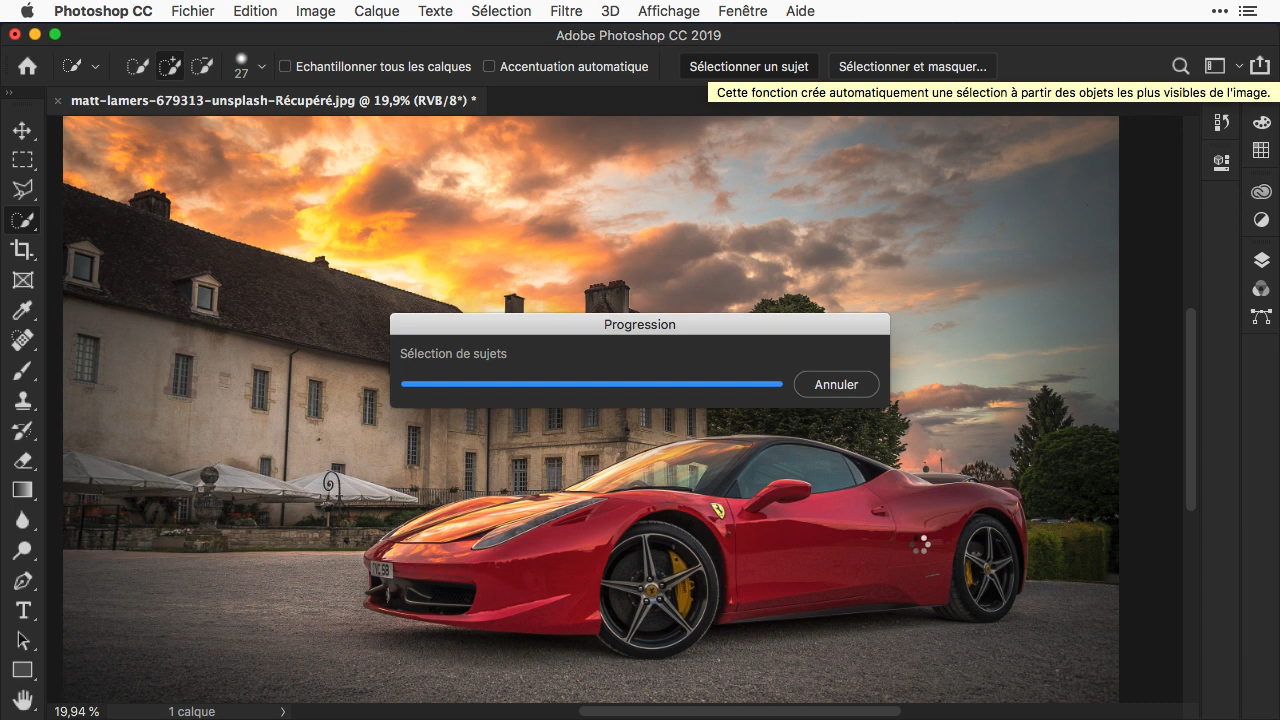 Photoshop CC Fichier Edition Image Calque Texte Sélection Filtre 3D Affichage Fenêtre Aide
Adobe Photoshop CC 2019
27
Echantillonner tous les calques
Accentuation automatique
Sélectionner un sujet
Sélectionner et masquer...
Cette fonction crée automatiquement une sélection à partir des objets les plus visibles de l'image.
matt-lamers-679313-unsplash-Récupéré.jpg @ 19,9% (RVB/8*) *
Progression
Sélection de sujets
Annuler
19,94 %
1 calque